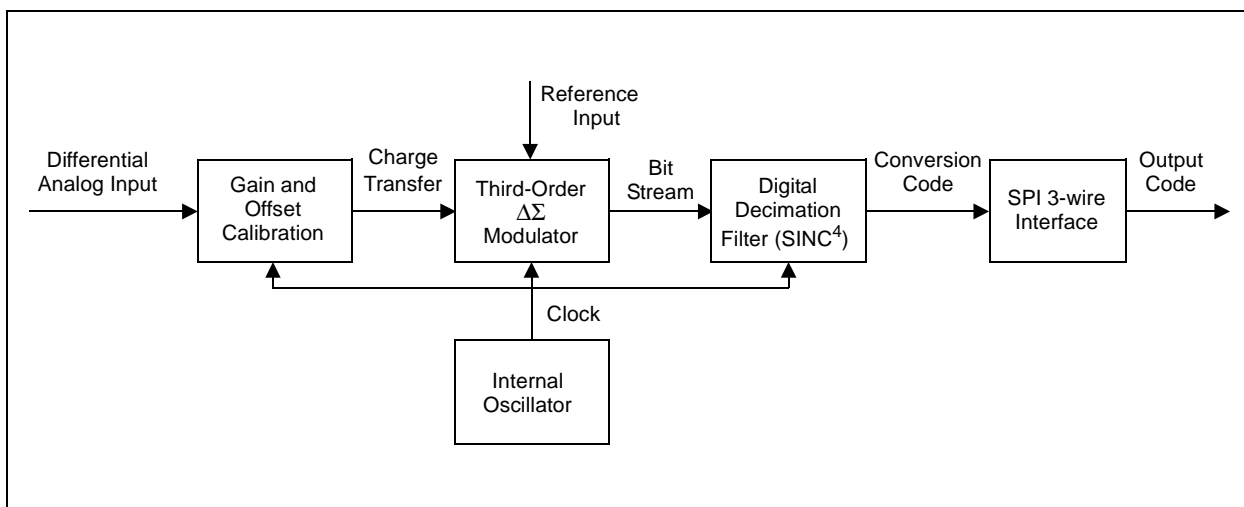 Reference
Input
Differential
Analog Input
Gain and
Offset
Calibration
Charge
Transfer
Third-Order
ΔΣ
Modulator
Bit
Stream
Digital
Decimation
Filter (SINC⁴)
Conversion
Code
SPI 3-wire
Interface
Output
Code
Clock
Internal
Oscillator